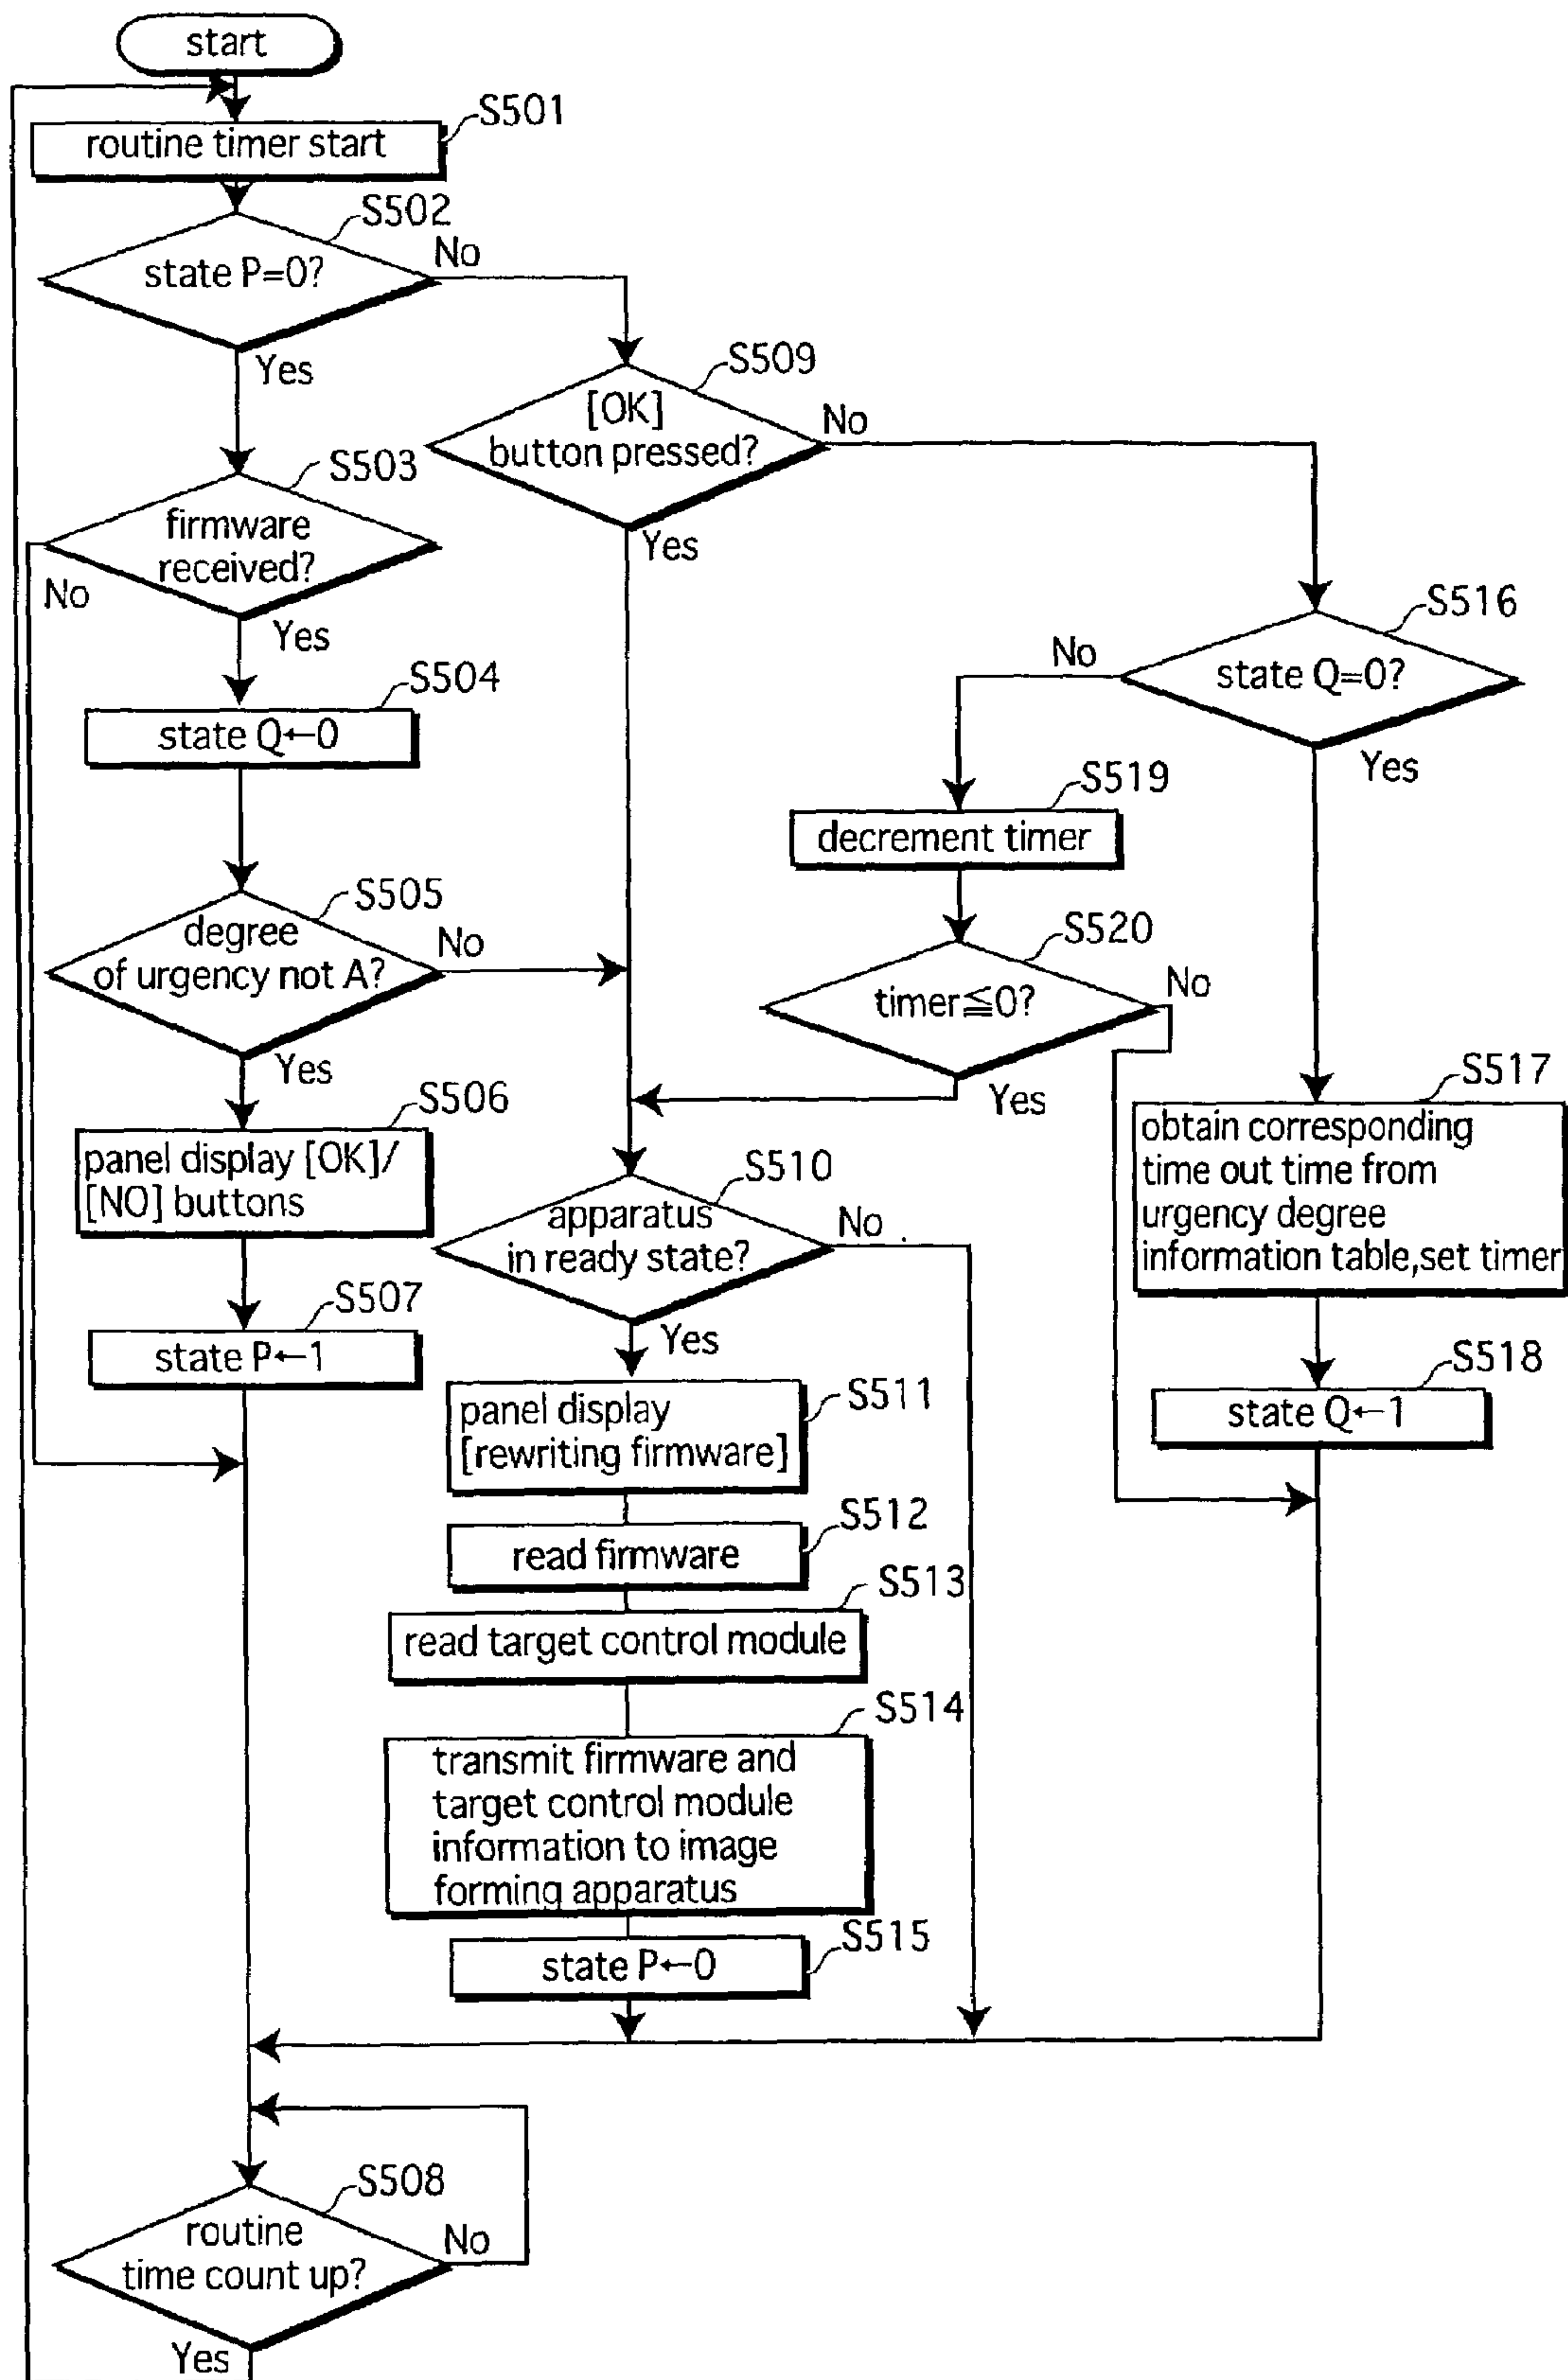 start
S501
routine timer start
S502
state P=0?
No
Yes
S509
[OK]
button pressed?
No
Yes
S503
firmware
received?
No
Yes
S504
state Q←0
S516
state Q=0?
No
Yes
S519
decrement timer
S505
degree
of urgency not A?
No
Yes
S520
timer≦0?
No
Yes
S506
panel display [OK]/
[NO] buttons
S517
obtain corresponding
time out time from
urgency degree
information table,set timer
S510
apparatus
in ready state?
No
Yes
S507
state P←1
S518
state Q←1
S511
panel display
[rewriting firmware]
S512
read firmware
S513
read target control module
S514
transmit firmware and
target control module
information to image
forming apparatus
S515
state P←0
S508
routine
time count up?
No
Yes